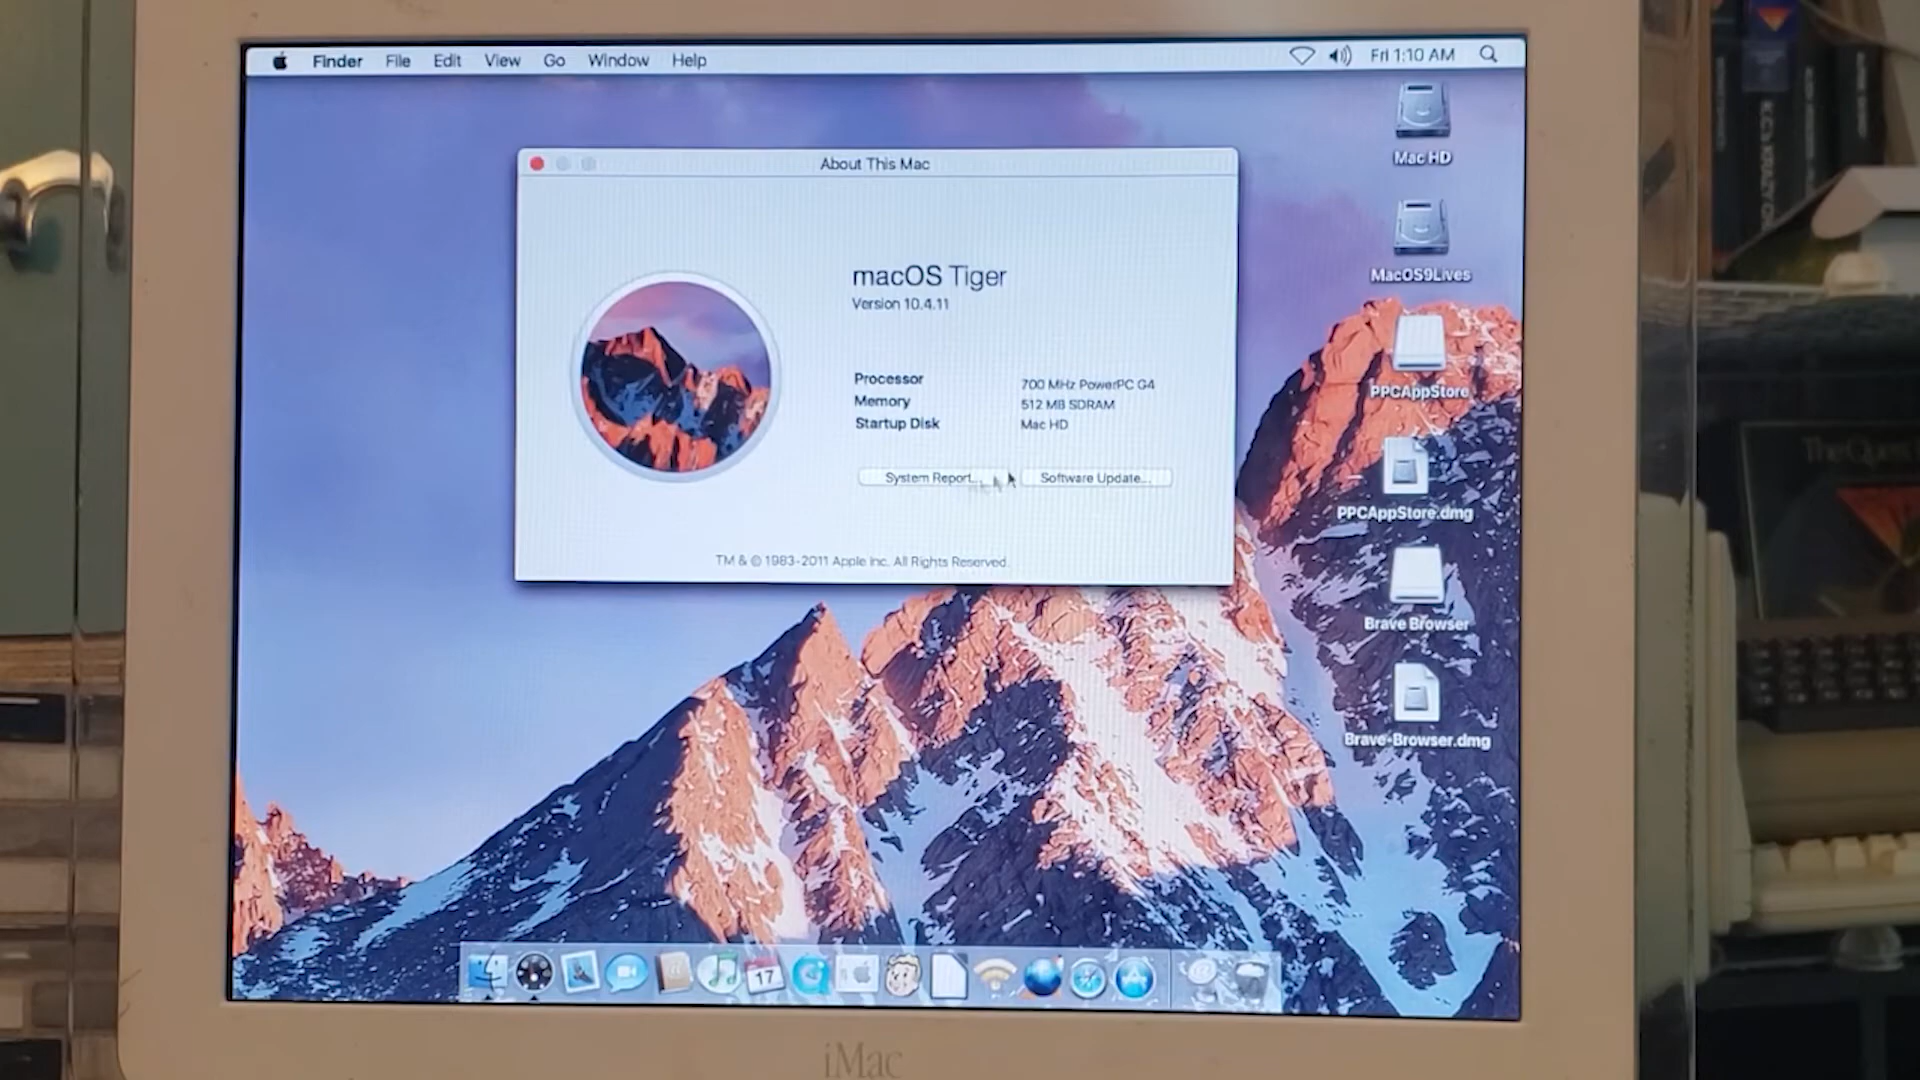 Finder File Edit View Go Window Help Fri 1:10 AM
Mac HD
MacOS9Lives
PPCAppStore
PPCAppStore.dmg
Brave Browser
Brave-Browser.dmg
About This Mac
macOS Tiger
Version 10.4.11
Processor 700 MHz PowerPC G4
Memory 512 MB SDRAM
Startup Disk Mac HD
System Report... Software Update...
TM & © 1983-2011 Apple Inc. All Rights Reserved.
17
iMac
TheQuest